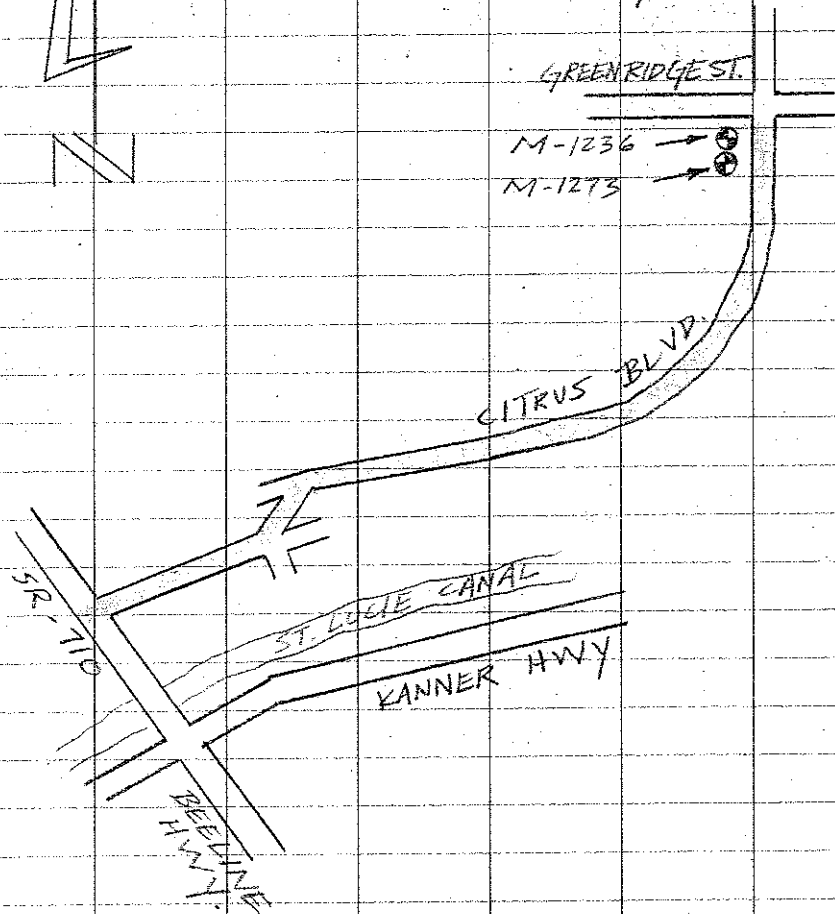 N
GREENRIDGE ST.
M-1236
M-1273
CITRUS BLVD.
SR-710
ST. LUCIE CANAL
KANNER HWY
BEELINE
HWY.